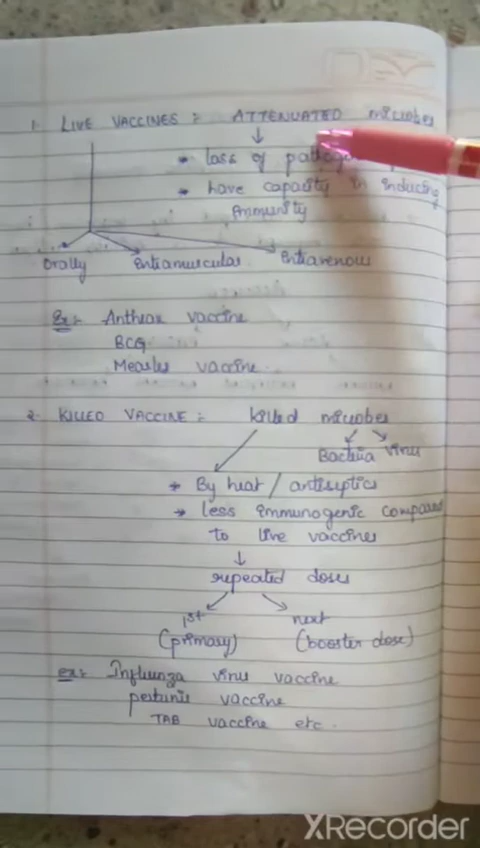 1. LIVE VACCINES :- ATTENUATED microbes
* loss of
* have capacity in inducing
Immunity
Orally Intramuscular Intravenous
Ex:- Anthrax vaccine
BCG
Measles vaccine.
2. KILLED VACCINE :- killed microbes
Bacteria virus
* By heat / antiseptics
* less immunogenic compared
to live vaccines
repeated doses
1st next
(primary) (booster dose)
ex:- Influenza virus vaccine
pertusis vaccine
TAB vaccine etc.
XRecorder